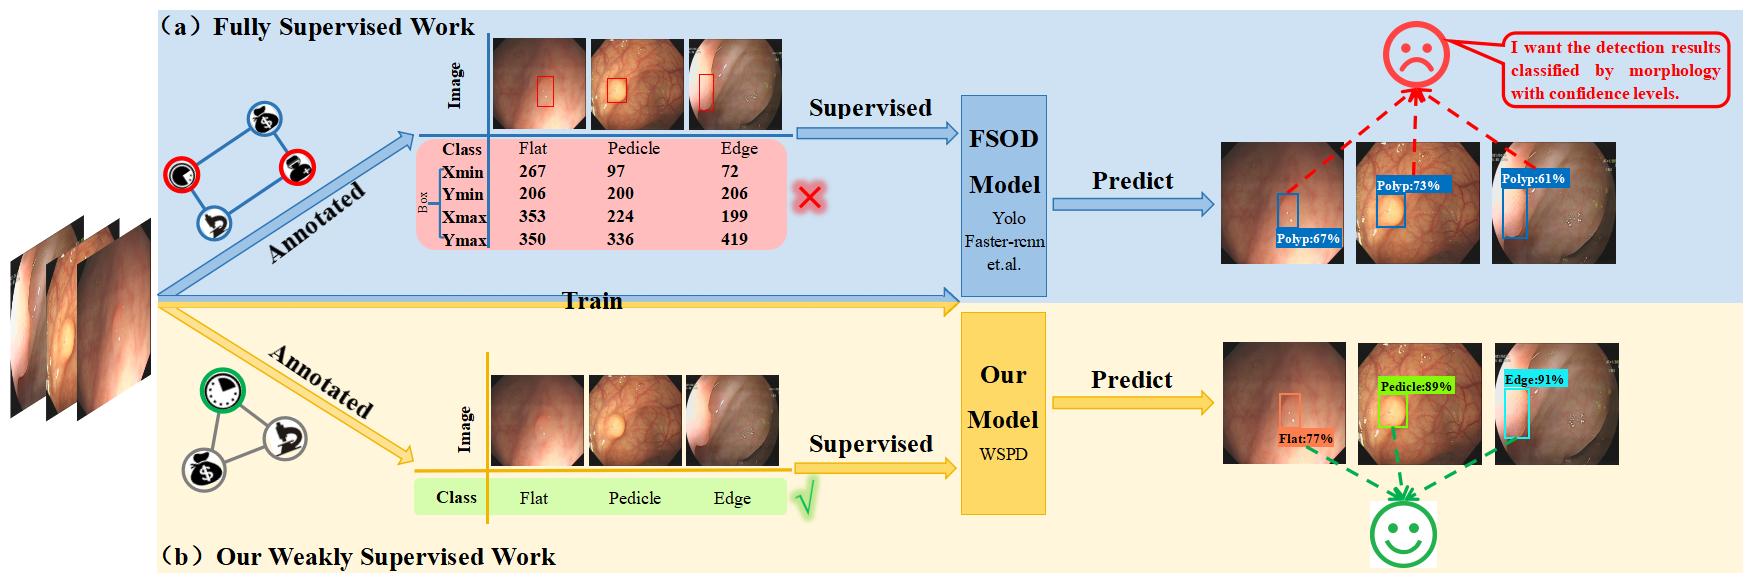 （a）Fully Supervised Work
I want the detection results
classified by morphology
with confidence levels.
Image
Supervised
Annotated
Class Flat Pedicle Edge
Box
Xmin 267 97 72
Ymin 206 200 206
Xmax 353 224 199
Ymax 350 336 419
FSOD
Model
Yolo
Faster-rcnn
et.al.
Predict
Polyp:67%
Polyp:73%
Polyp:61%
Train
Annotated
Image
Class Flat Pedicle Edge
Supervised
Our
Model
WSPD
Predict
Flat:77%
Pedicle:89%
Edge:91%
（b）Our Weakly Supervised Work